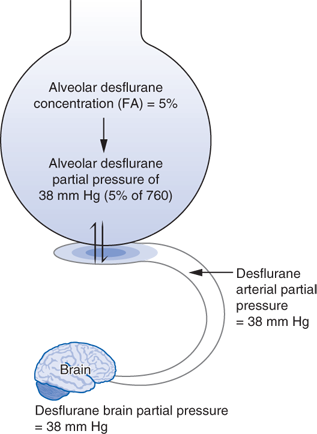 Alveolar desflurane
concentration (FA) = 5%
Alveolar desflurane
partial pressure of
38 mm Hg (5% of 760)
Desflurane
arterial partial
pressure
= 38 mm Hg
Brain
Desflurane brain partial pressure
= 38 mm Hg